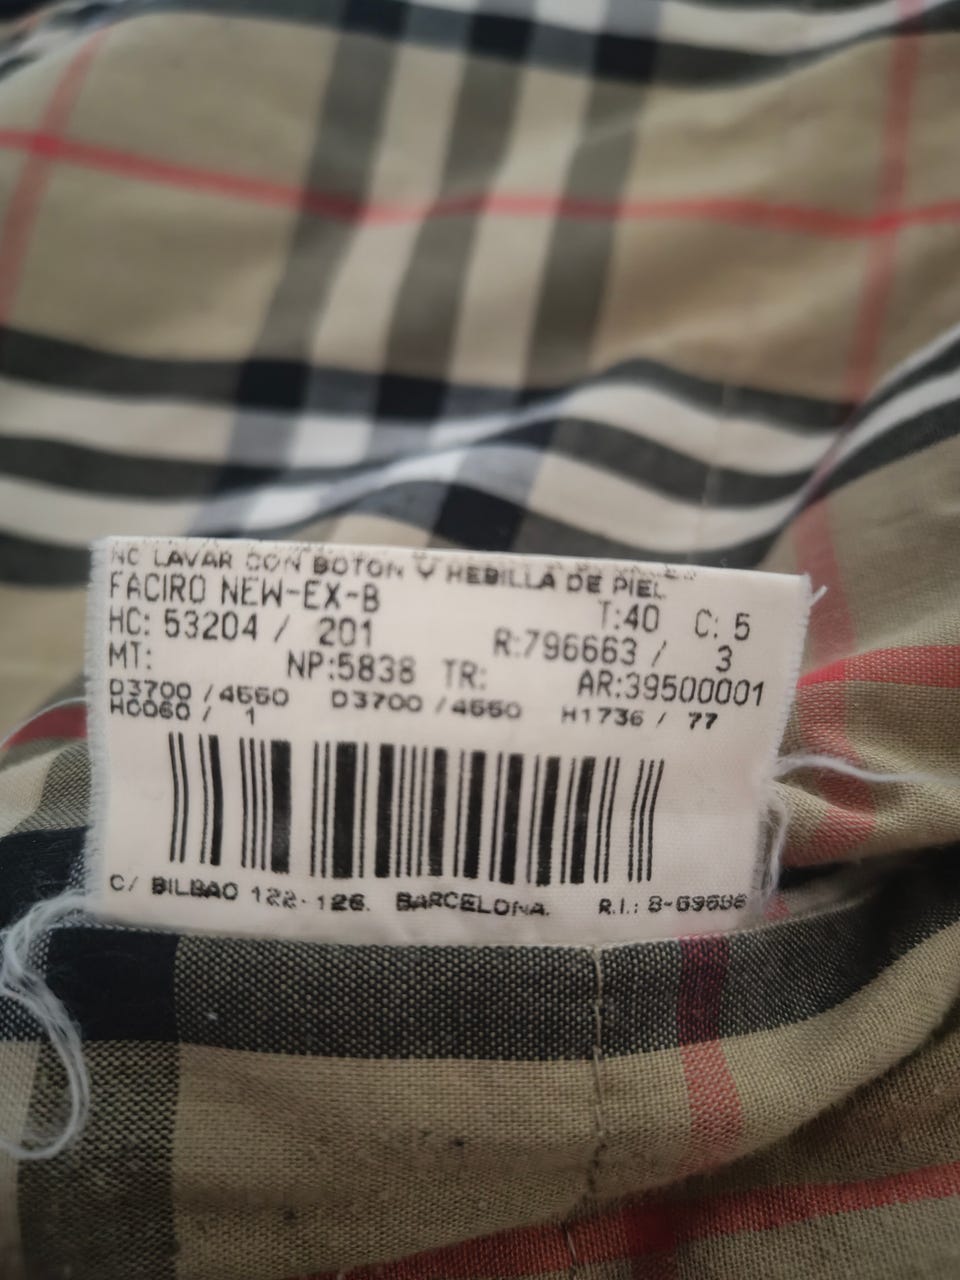 NO LAVAR CON BOTON Y HEBILLA DE PIEL
FACIRO NEW-EX-B T:40 C: 5
HC: 53204 / 201 R:796663 / 3
MT: NP:5838 TR: AR:39500001
D3700 /4550 D3700 /4550 H1736 / 77
H0060 / 1
C/ BILBAO 122-126. BARCELONA. R.I.: